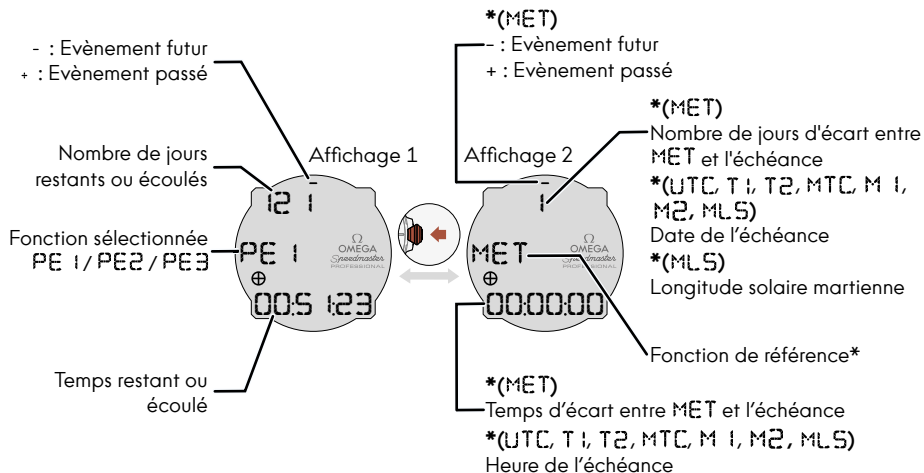 *(MET)
- : Evènement futur
+ : Evènement passé
- : Evènement futur
+ : Evènement passé
*(MET)
Nombre de jours d'écart entre
MET et l'échéance
*(UTC, T1, T2, MTC, M1,
M2, MLS)
Date de l'échéance
*(MLS)
Longitude solaire martienne
Nombre de jours
restants ou écoulés
Affichage 1
Affichage 2
Fonction sélectionnée
PE1/PE2/PE3
-
121
PE1
00:51:23
Ω
OMEGA
Speedmaster
PROFESSIONAL
-
1
MET
00:00:00
Ω
OMEGA
Speedmaster
PROFESSIONAL
Fonction de référence*
Temps restant ou
écoulé
*(MET)
Temps d'écart entre MET et l'échéance
*(UTC, T1, T2, MTC, M1, M2, MLS)
Heure de l'échéance